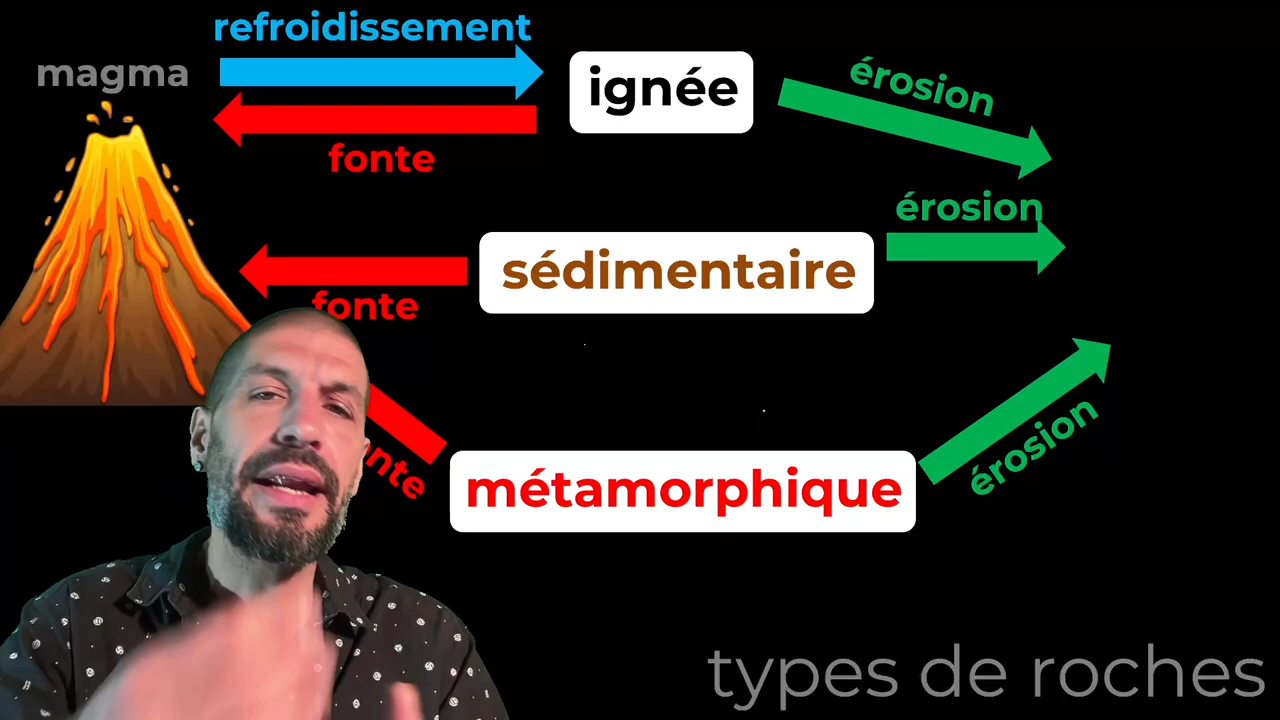 refroidissement
magma
ignée
érosion
fonte
érosion
sédimentaire
fonte
métamorphique
érosion
types de roches